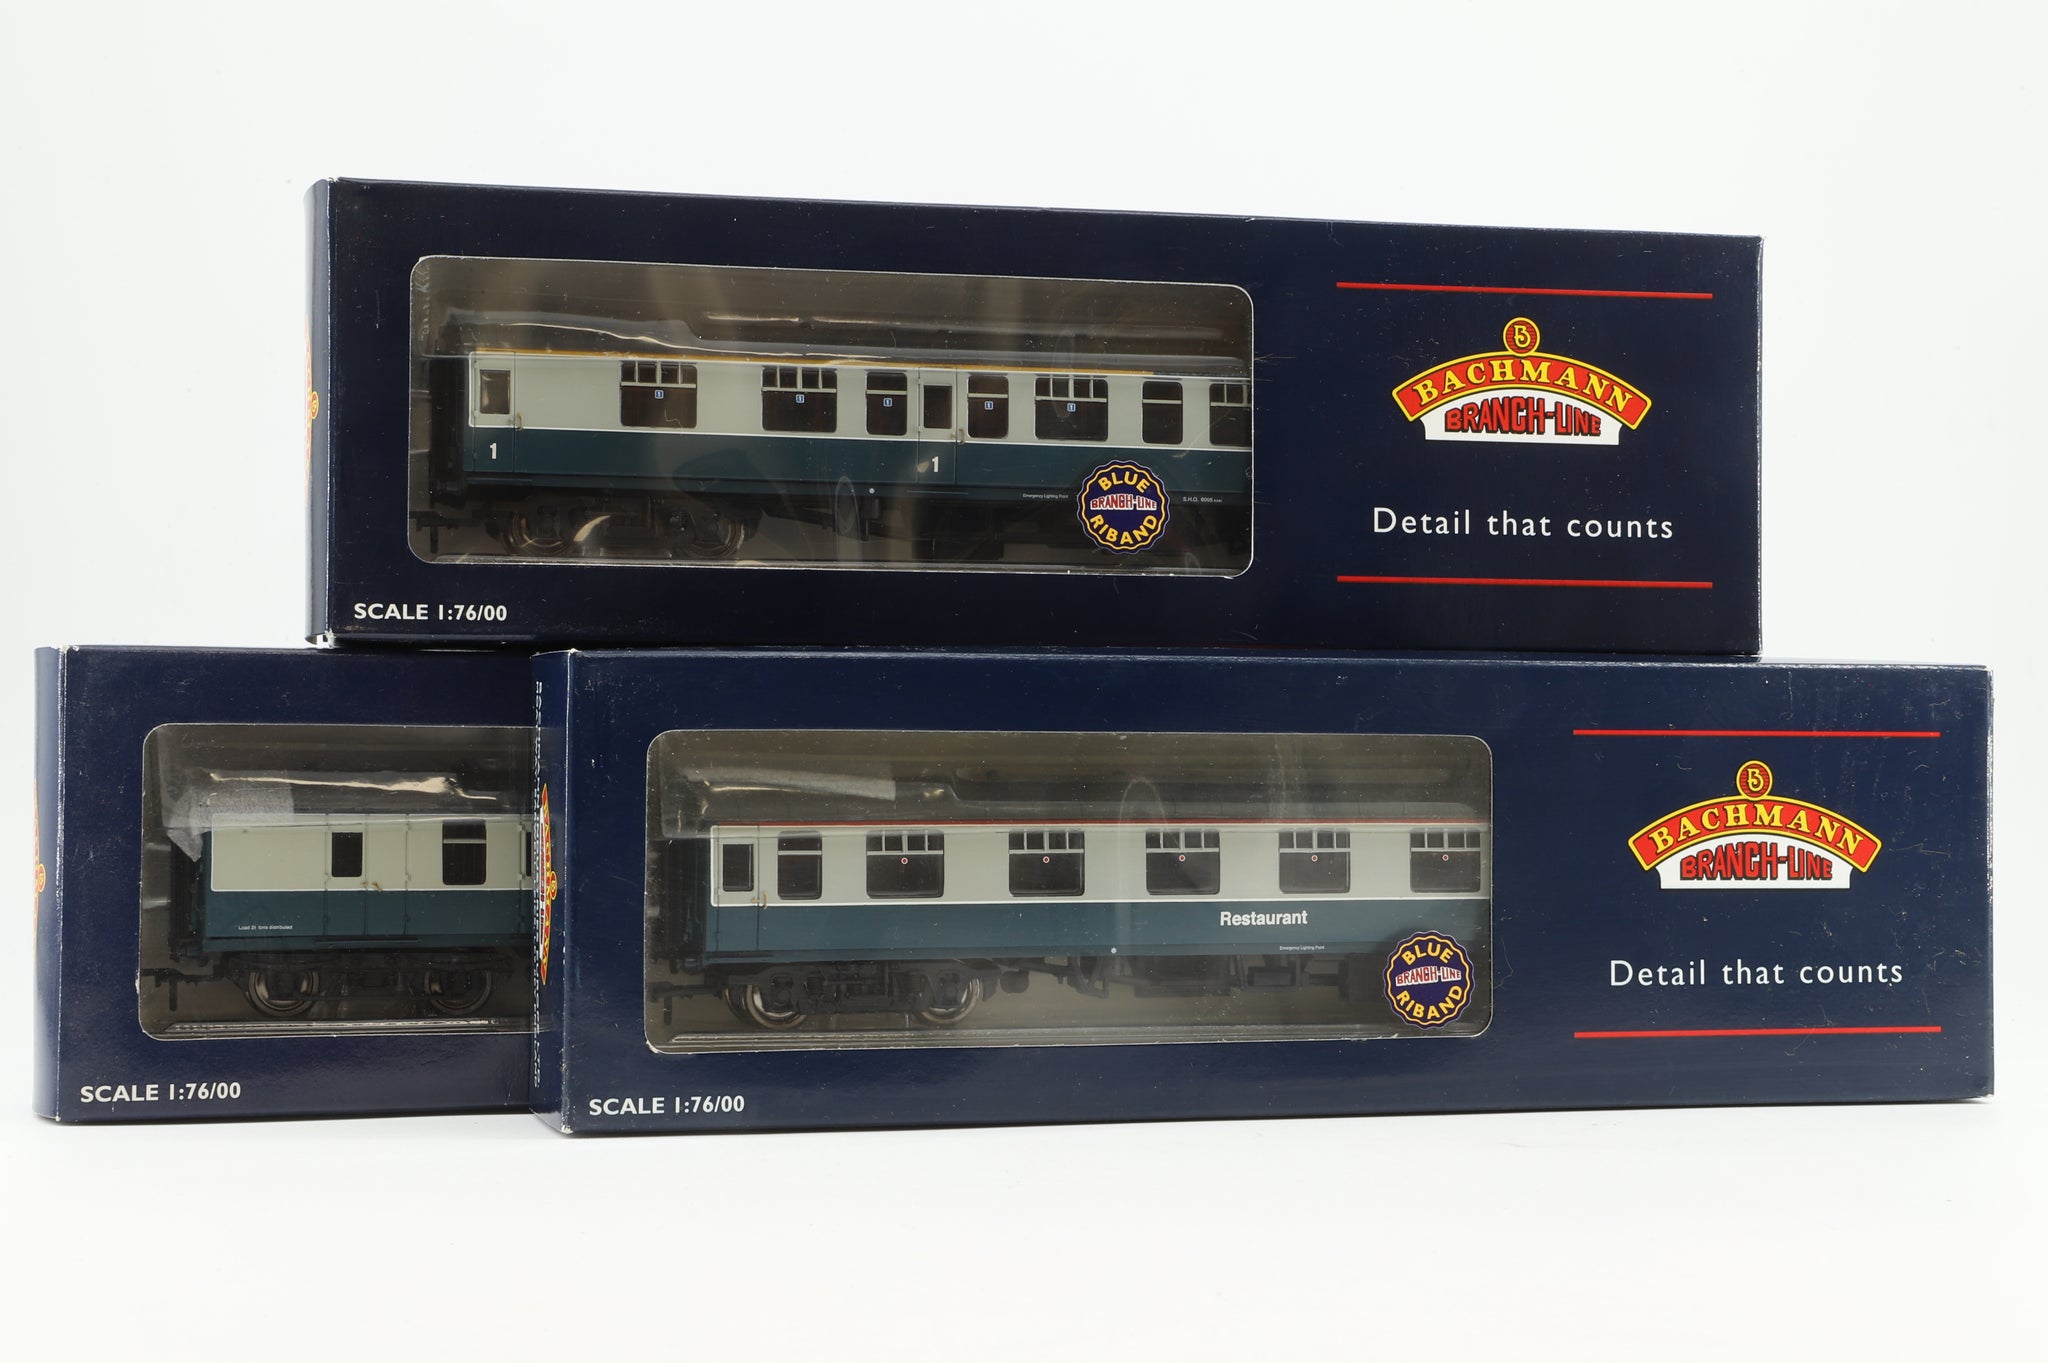 1
1
Emergency Lighting Point
S.H.O. 6005
BLUE
BRANCH-LINE
RIBAND
SCALE 1:76/00
B
BACHMANN
BRANCH-LINE
Detail that counts
Load 2½ tons distributed
SCALE 1:76/00
Restaurant
Emergency Lighting Point
BLUE
BRANCH-LINE
RIBAND
SCALE 1:76/00
B
BACHMANN
BRANCH-LINE
Detail that counts